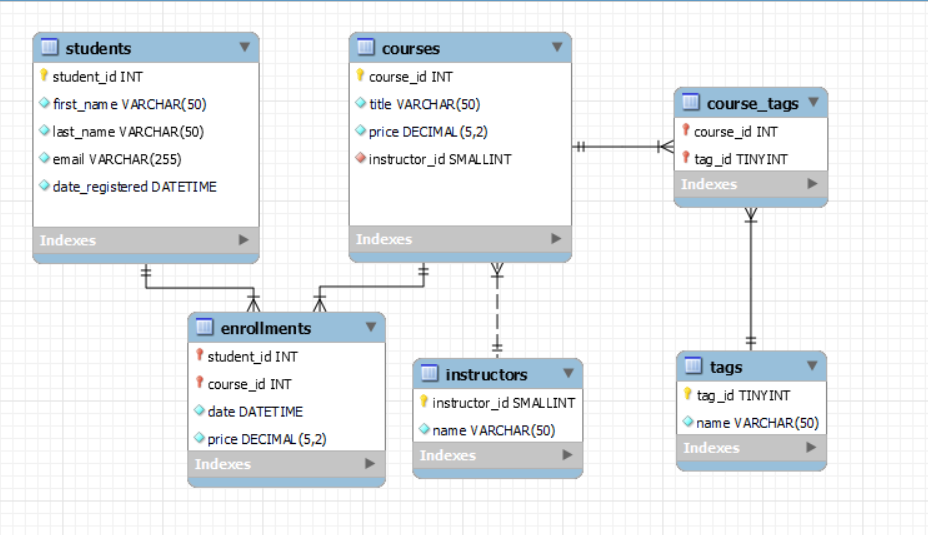 students
student_id INT
first_name VARCHAR(50)
last_name VARCHAR(50)
email VARCHAR(255)
date_registered DATETIME
Indexes
courses
course_id INT
title VARCHAR(50)
price DECIMAL(5,2)
instructor_id SMALLINT
Indexes
course_tags
course_id INT
tag_id TINYINT
Indexes
enrollments
student_id INT
course_id INT
date DATETIME
price DECIMAL(5,2)
Indexes
instructors
instructor_id SMALLINT
name VARCHAR(50)
Indexes
tags
tag_id TINYINT
name VARCHAR(50)
Indexes